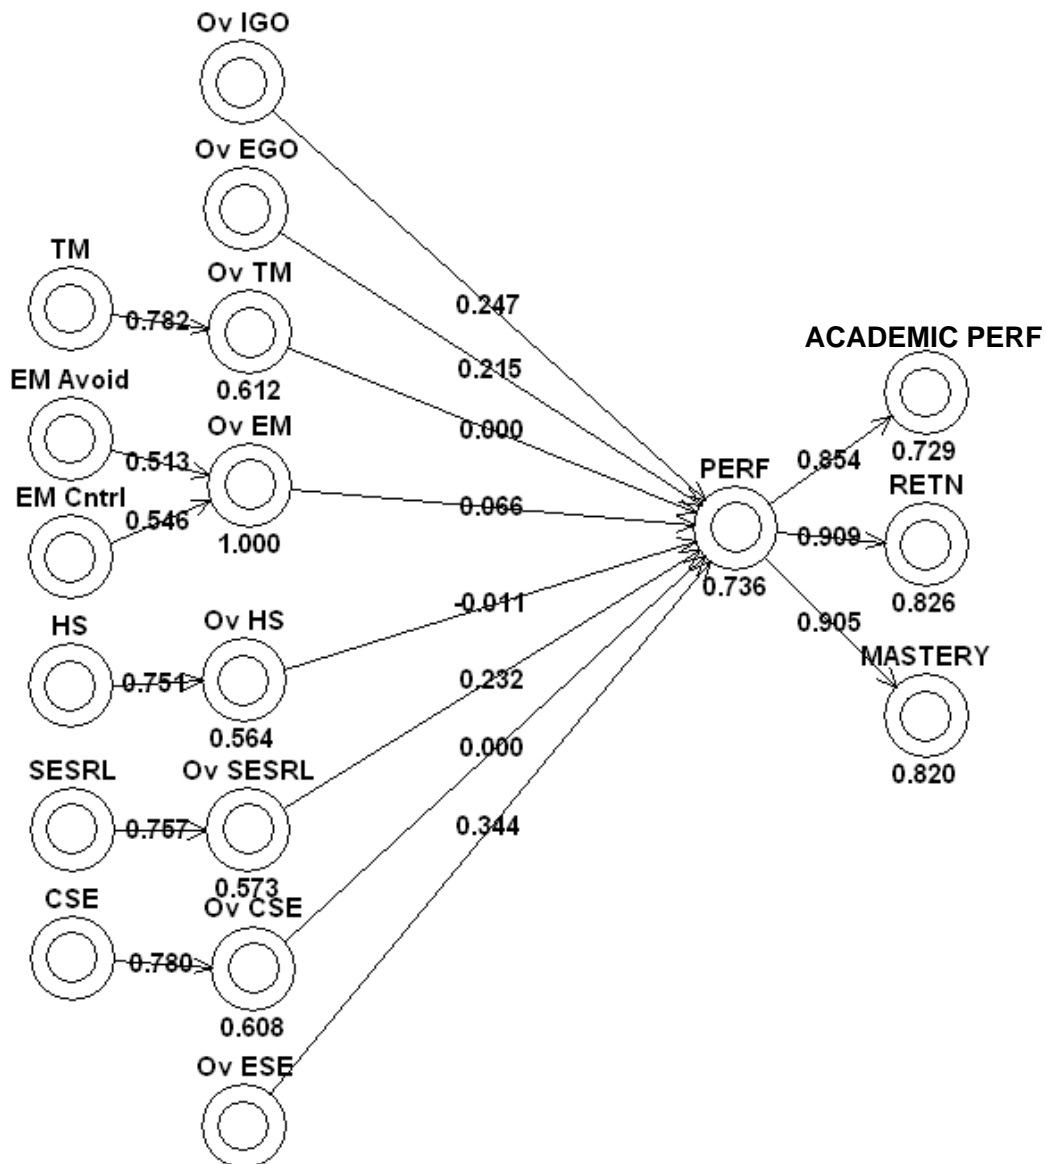 Ov IGO
Ov EGO
TM
Ov TM
0.782
0.247
ACADEMIC PERF
0.215
EM Avoid
0.612
Ov EM
0.000
0.513
PERF
0.854
0.729
RETN
EM Cntrl
0.546
0.066
0.909
1.000
0.736
0.826
HS
Ov HS
-0.011
0.905
0.751
0.232
MASTERY
0.564
0.000
SESRL
Ov SESRL
0.820
0.757
0.344
0.573
CSE
Ov CSE
0.780
0.608
Ov ESE